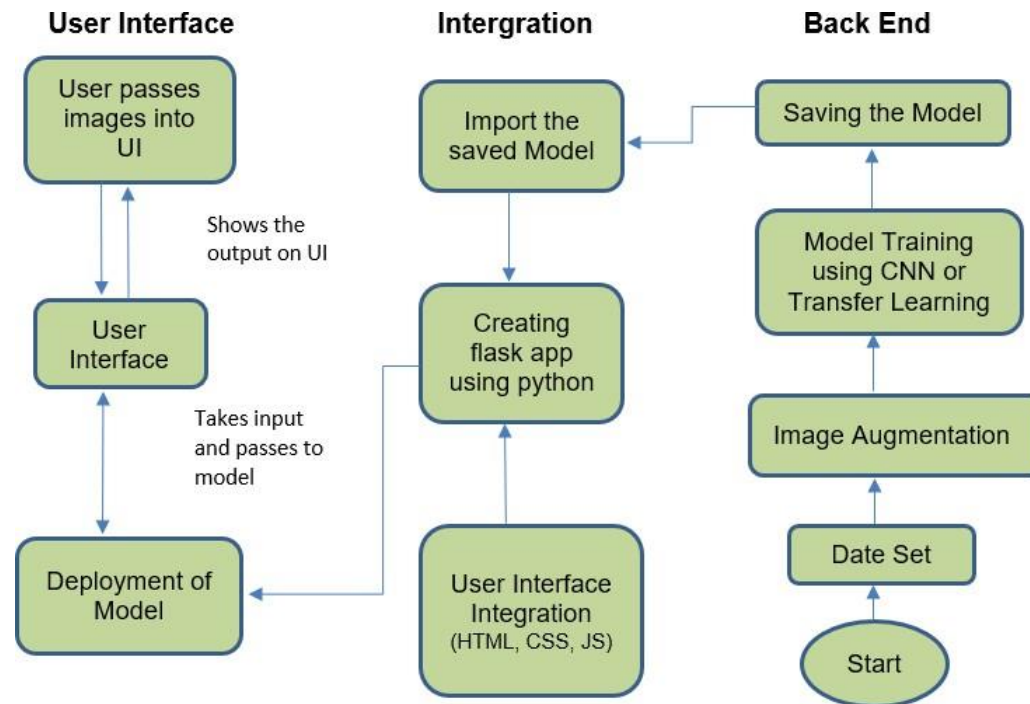 User Interface
User passes
images into
UI
Shows the
output on UI
User
Interface
Takes input
and passes to
model
Deployment of
Model
Intergration
Import the
saved Model
Creating
flask app
using python
User Interface
Integration
(HTML, CSS, JS)
Back End
Saving the Model
Model Training
using CNN or
Transfer Learning
Image Augmentation
Date Set
Start